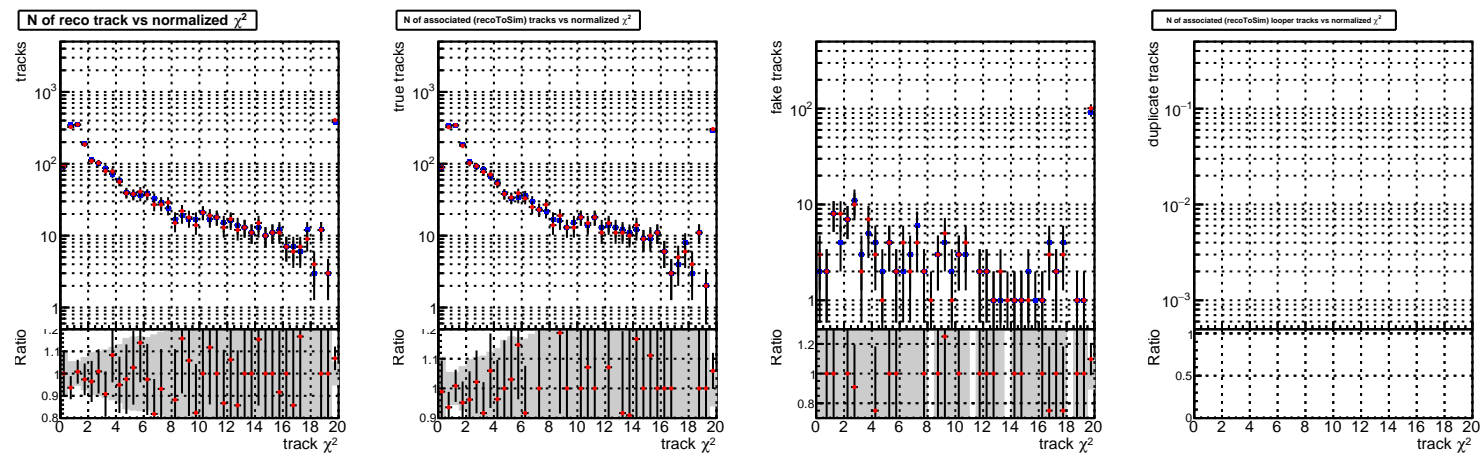 N of reco track vs normalized χ²
tracks
10³
10²
10
1
Ratio
1.2
1.1
1
0.9
0.8
0 2 4 6 8 10 12 14 16 18 20
track χ²
N of associated (recoToSim) tracks vs normalized χ²
true tracks
10³
10²
10
1
Ratio
1.2
1.1
1
0.9
0 2 4 6 8 10 12 14 16 18 20
track χ²
fake tracks
10²
10
1
Ratio
1.2
1
0.8
0 2 4 6 8 10 12 14 16 18 20
track χ²
N of associated (recoToSim) looper tracks vs normalized χ²
duplicate tracks
10⁻¹
10⁻²
10⁻³
Ratio
1
0.5
0
0 2 4 6 8 10 12 14 16 18 20
track χ²